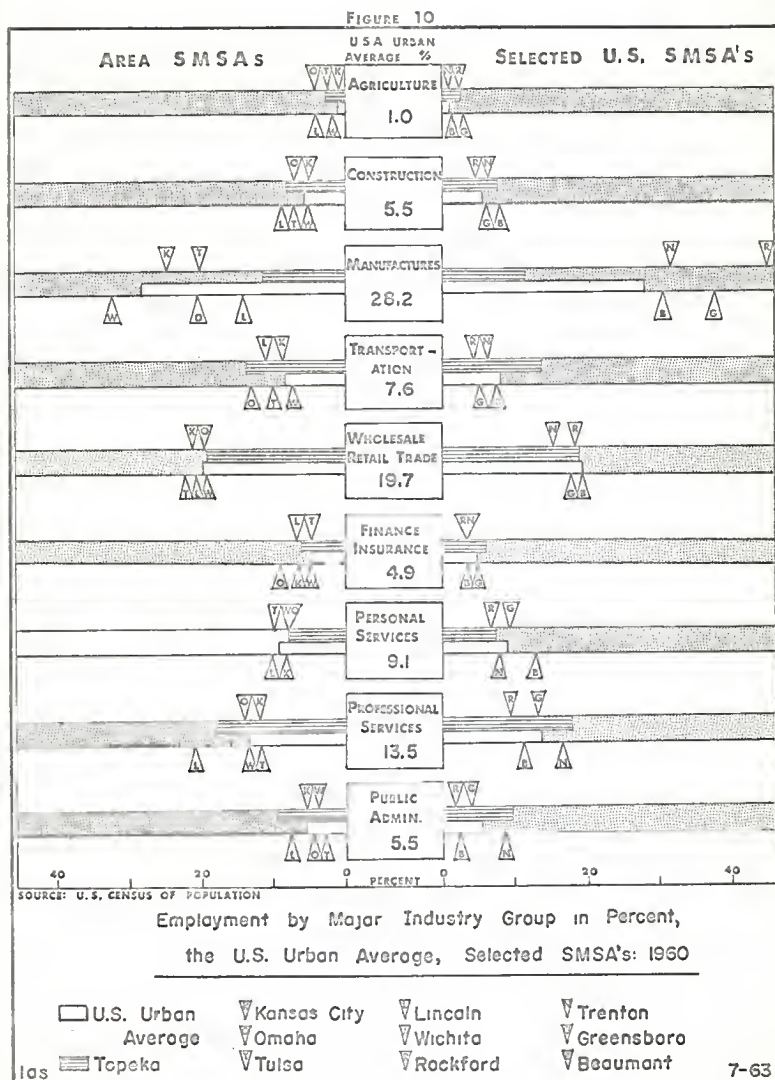 FIGURE 10
AREA SMSAs
USA URBAN
AVERAGE %
SELECTED U.S. SMSA'S
O T K
N R
AGRICULTURE
1.0
L W
B G
O K
R N
CONSTRUCTION
5.5
L T W
G B
K T
N R
MANUFACTURES
28.2
W O L
B G
L K
R N
TRANSPORT-
ATION
7.6
O T W
G
K O
N R
WHOLESALE
RETAIL TRADE
19.7
T L W
G B
L T
RN
FINANCE
INSURANCE
4.9
O K W
B G
T WO
R G
PERSONAL
SERVICES
9.1
L K
N B
O K
R G
PROFESSIONAL
SERVICES
13.5
L W T
B N
K W
R G
PUBLIC
ADMIN.
5.5
L O T
B N
40 20 0 0 20 40
PERCENT
SOURCE: U.S. CENSUS OF POPULATION
Employment by Major Industry Group in Percent,
the U.S. Urban Average, Selected SMSA's: 1960
U.S. Urban
Average
Topeka
Kansas City
Omaha
Tulsa
Lincoln
Wichita
Rockford
Trenton
Greensboro
Beaumont
las
7-63